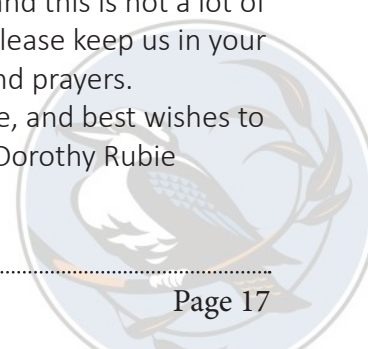 nd this is not a lot of
lease keep us in your
nd prayers.
e, and best wishes to
Dorothy Rubie
Page 17